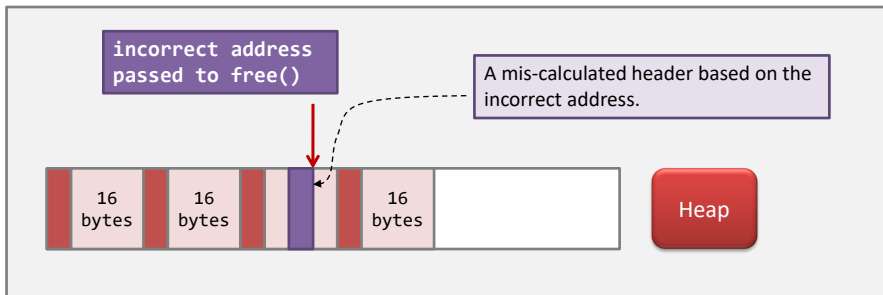 incorrect address
passed to free()
A mis-calculated header based on the
incorrect address.
16
bytes
16
bytes
16
bytes
Heap